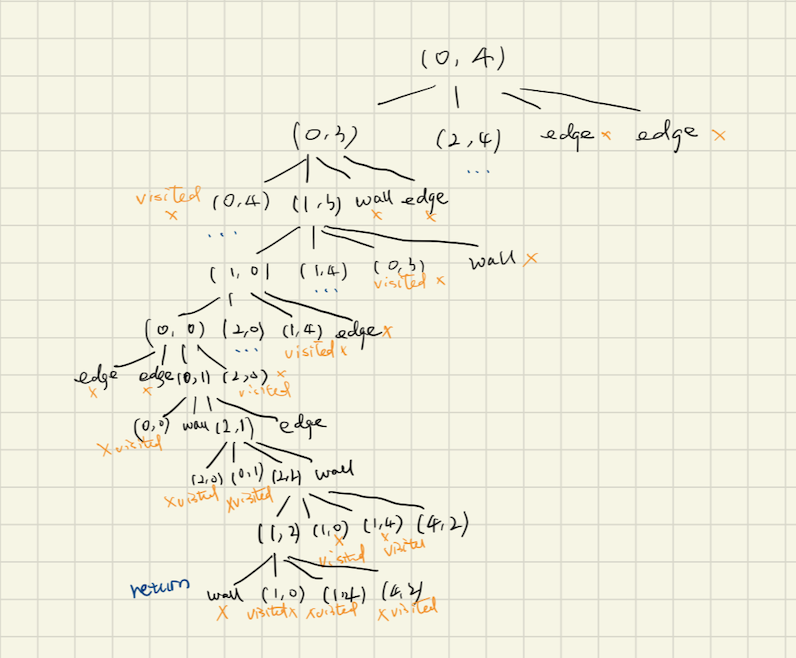 (0, 4)
(0,3) (2,4) edge x edge x
...
visited x (0,4) (1,3) wall x edge x
...
(1,0) (1,4) (0,3) wall x
... visited x
(0,0) (2,0) (1,4) edge x
... visited x
edge x edge x (0,1) (2,0) x visited
(0,0) wall (2,1) edge
x visited
(2,0) (0,1) (2,2) wall
x visited x visited
(1,2) (1,0) x visited (1,4) x visited (4,2)
return wall x (1,0) visited x (1,4) x visited (4,2) x visited